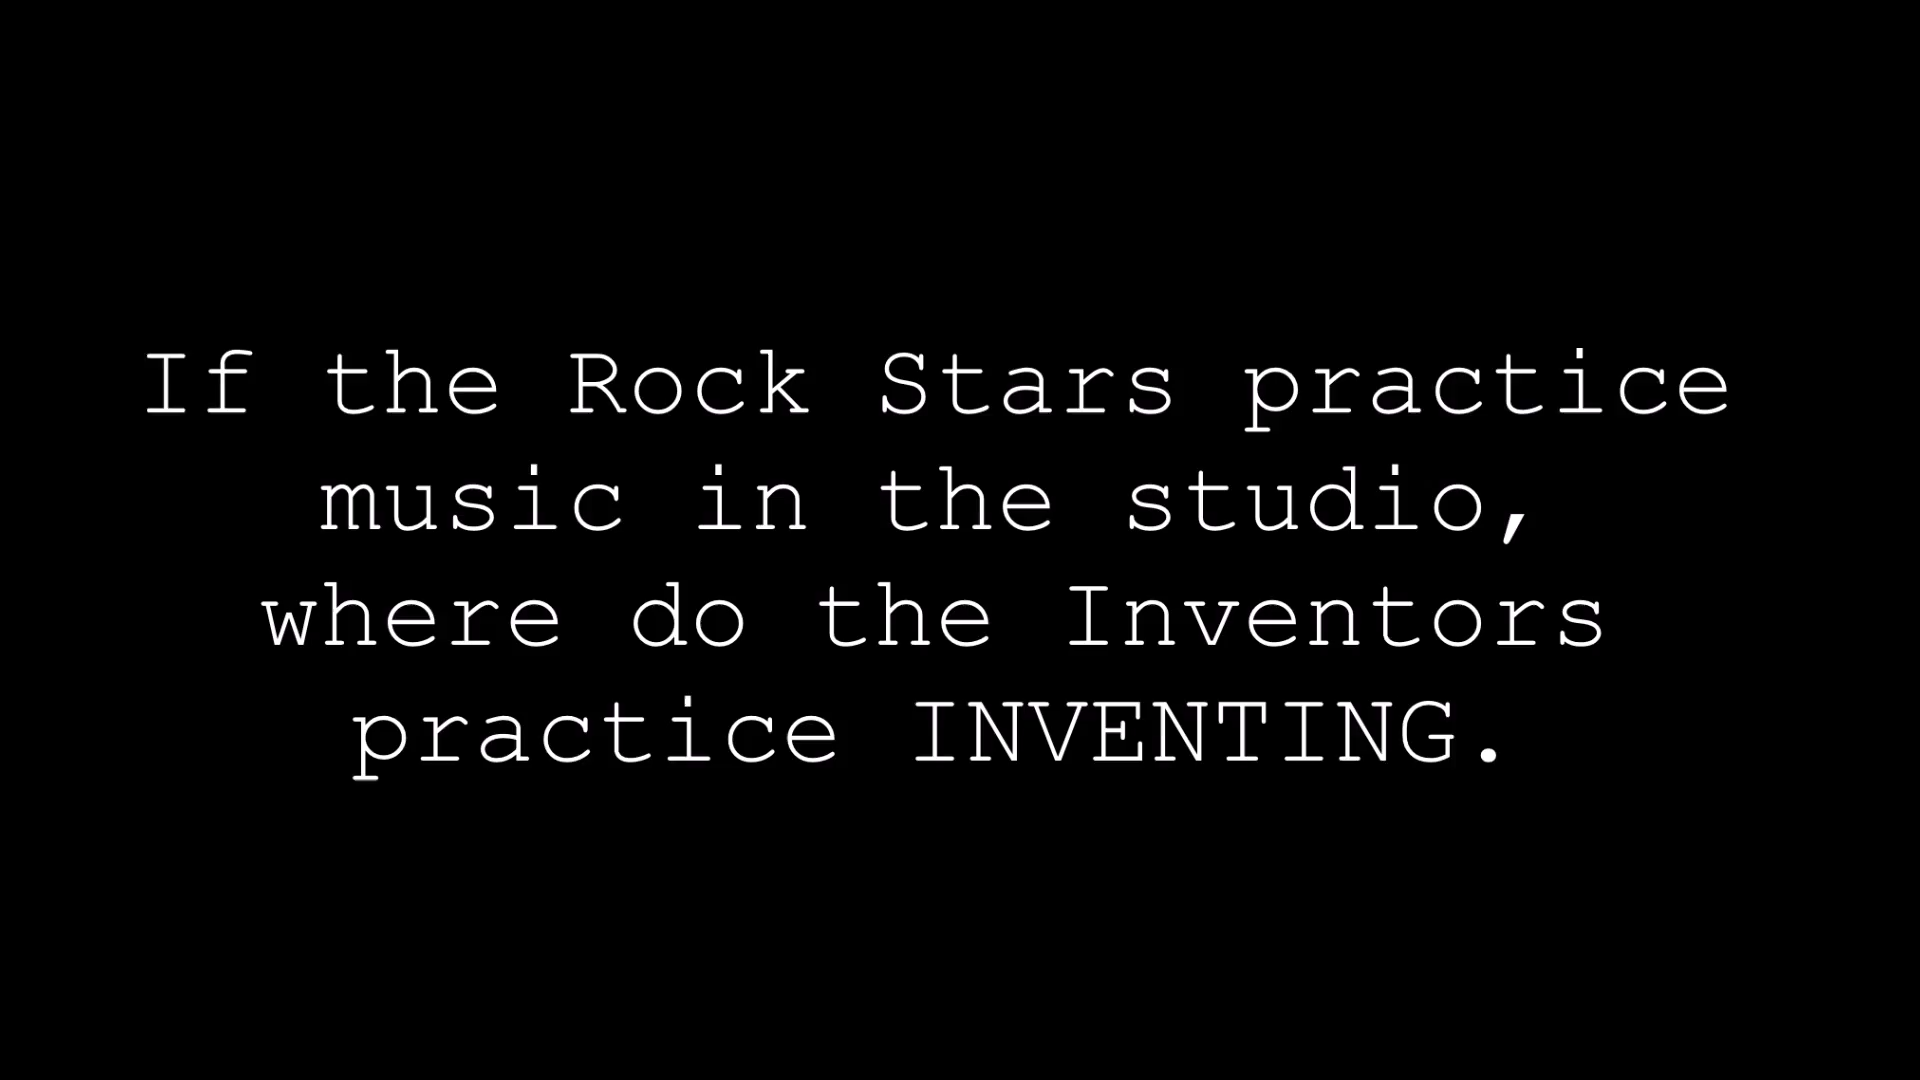 If the Rock Stars practice
music in the studio,
where do the Inventors
practice INVENTING.